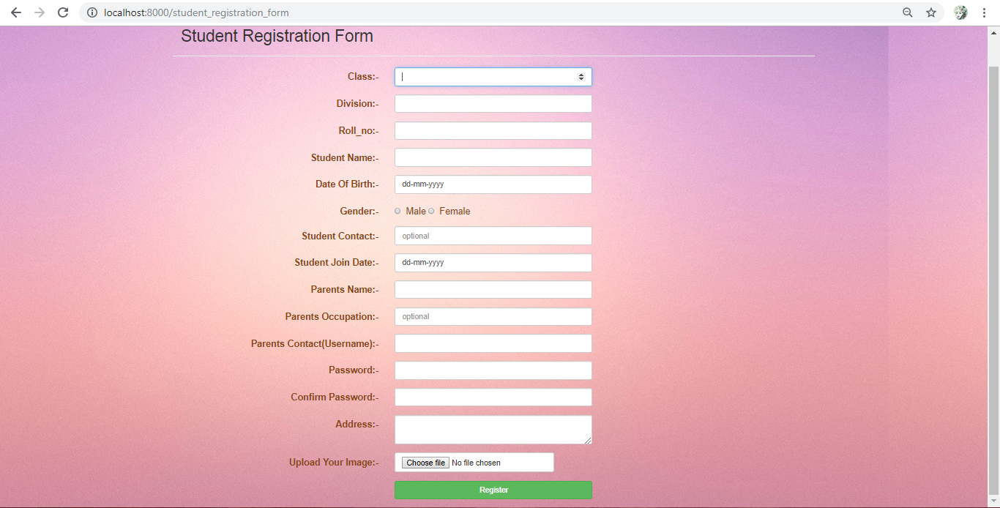 localhost:8000/student_registration_form
Student Registration Form
Class:-
Division:-
Roll_no:-
Student Name:-
Date Of Birth:- dd-mm-yyyy
Gender:- Male Female
Student Contact:- optional
Student Join Date:- dd-mm-yyyy
Parents Name:-
Parents Occupation:- optional
Parents Contact(Username):-
Password:-
Confirm Password:-
Address:-
Upload Your Image:- Choose file No file chosen
Register